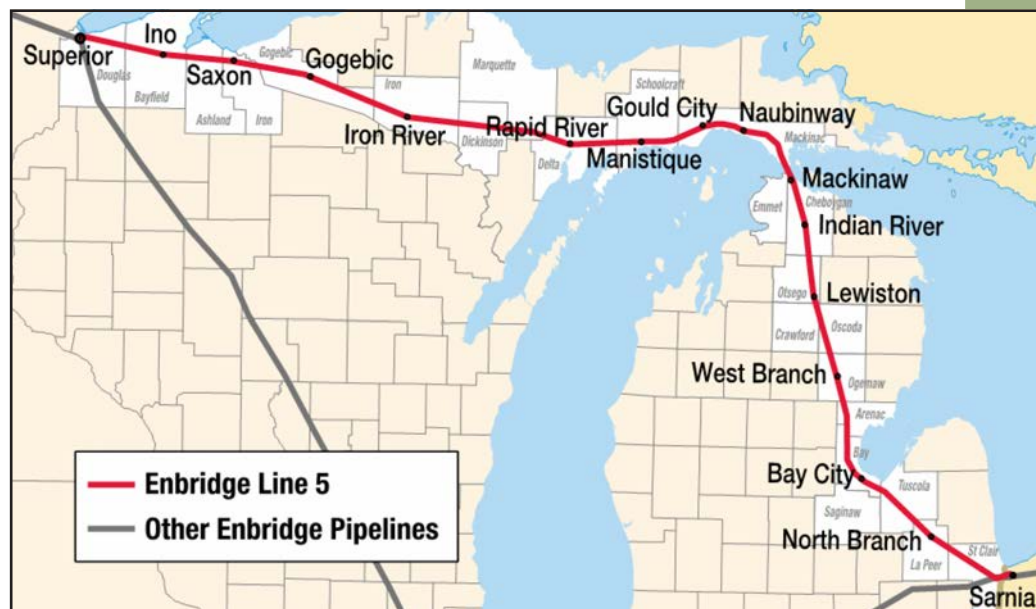 Ino
Superior
Saxon
Gogebic
Gogebic
Douglas
Bayfield
Ashland
Iron
Iron
Iron River
Marquette
Dickinson
Rapid River
Delta
Schoolcraft
Manistique
Gould City
Naubinway
Mackinac
Mackinaw
Emmet
Cheboygan
Indian River
Otsego
Lewiston
Crawford
Oscoda
West Branch
Ogemaw
Arenac
Bay
Bay City
Tuscola
Saginaw
North Branch
La Peer
St Clair
Sarnia
Enbridge Line 5
Other Enbridge Pipelines